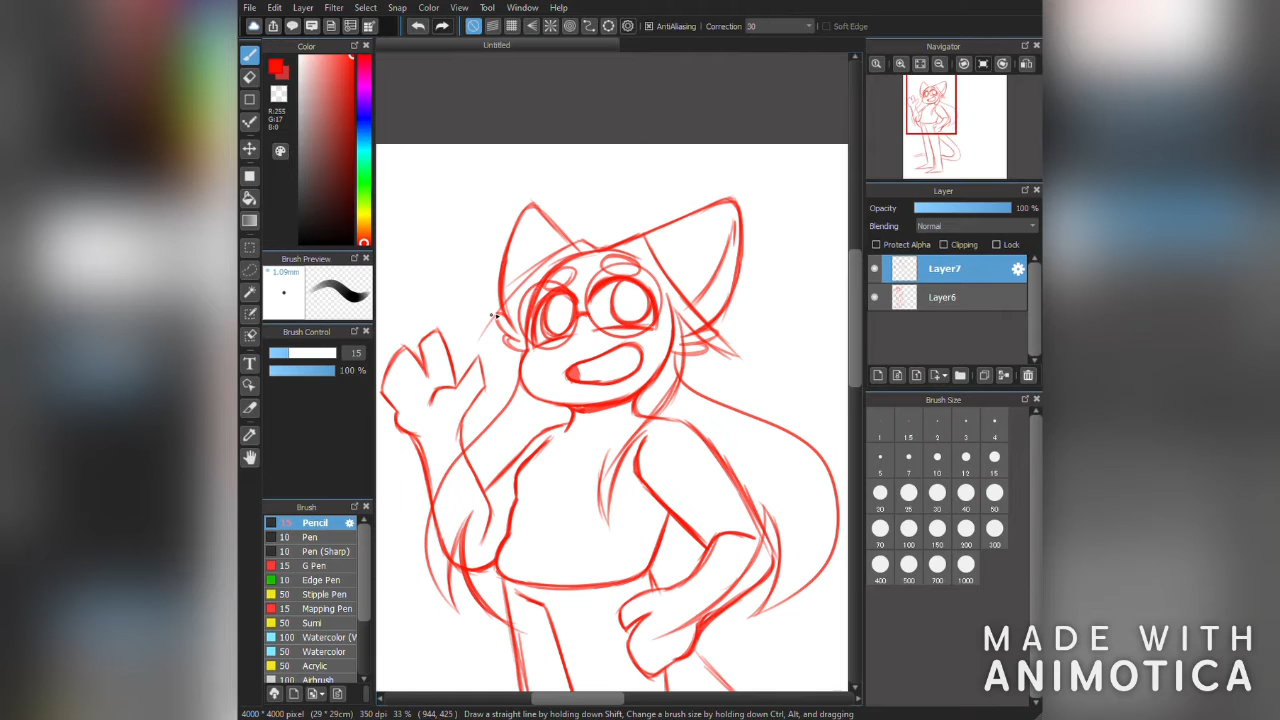 File Edit Layer Filter Select Snap Color View Tool Window Help
AntiAliasing Correction 30 Soft Edge
Untitled
Color
R:255
G:17
B:0
Brush Preview
* 1.09mm
Brush Control
15
100 %
Brush
15 Pencil
10 Pen
10 Pen (Sharp)
15 G Pen
10 Edge Pen
50 Stipple Pen
15 Mapping Pen
50 Sumi
100 Watercolor (W
50 Watercolor
50 Acrylic
100 Airbrush
Navigator
Layer
Opacity 100 %
Blending Normal
Protect Alpha Clipping Lock
Layer7
Layer6
Brush Size
1 1.5 2 3 4
5 7 10 12 15
20 25 30 40 50
70 100 150 200 300
400 500 700 1000
4000 * 4000 pixel (29 * 29cm) 350 dpi 33 % ( 944, 425 ) Draw a straight line by holding down Shift, Change a brush size by holding down Ctrl, Alt, and dragging
MADE WITH
ANIMOTICA